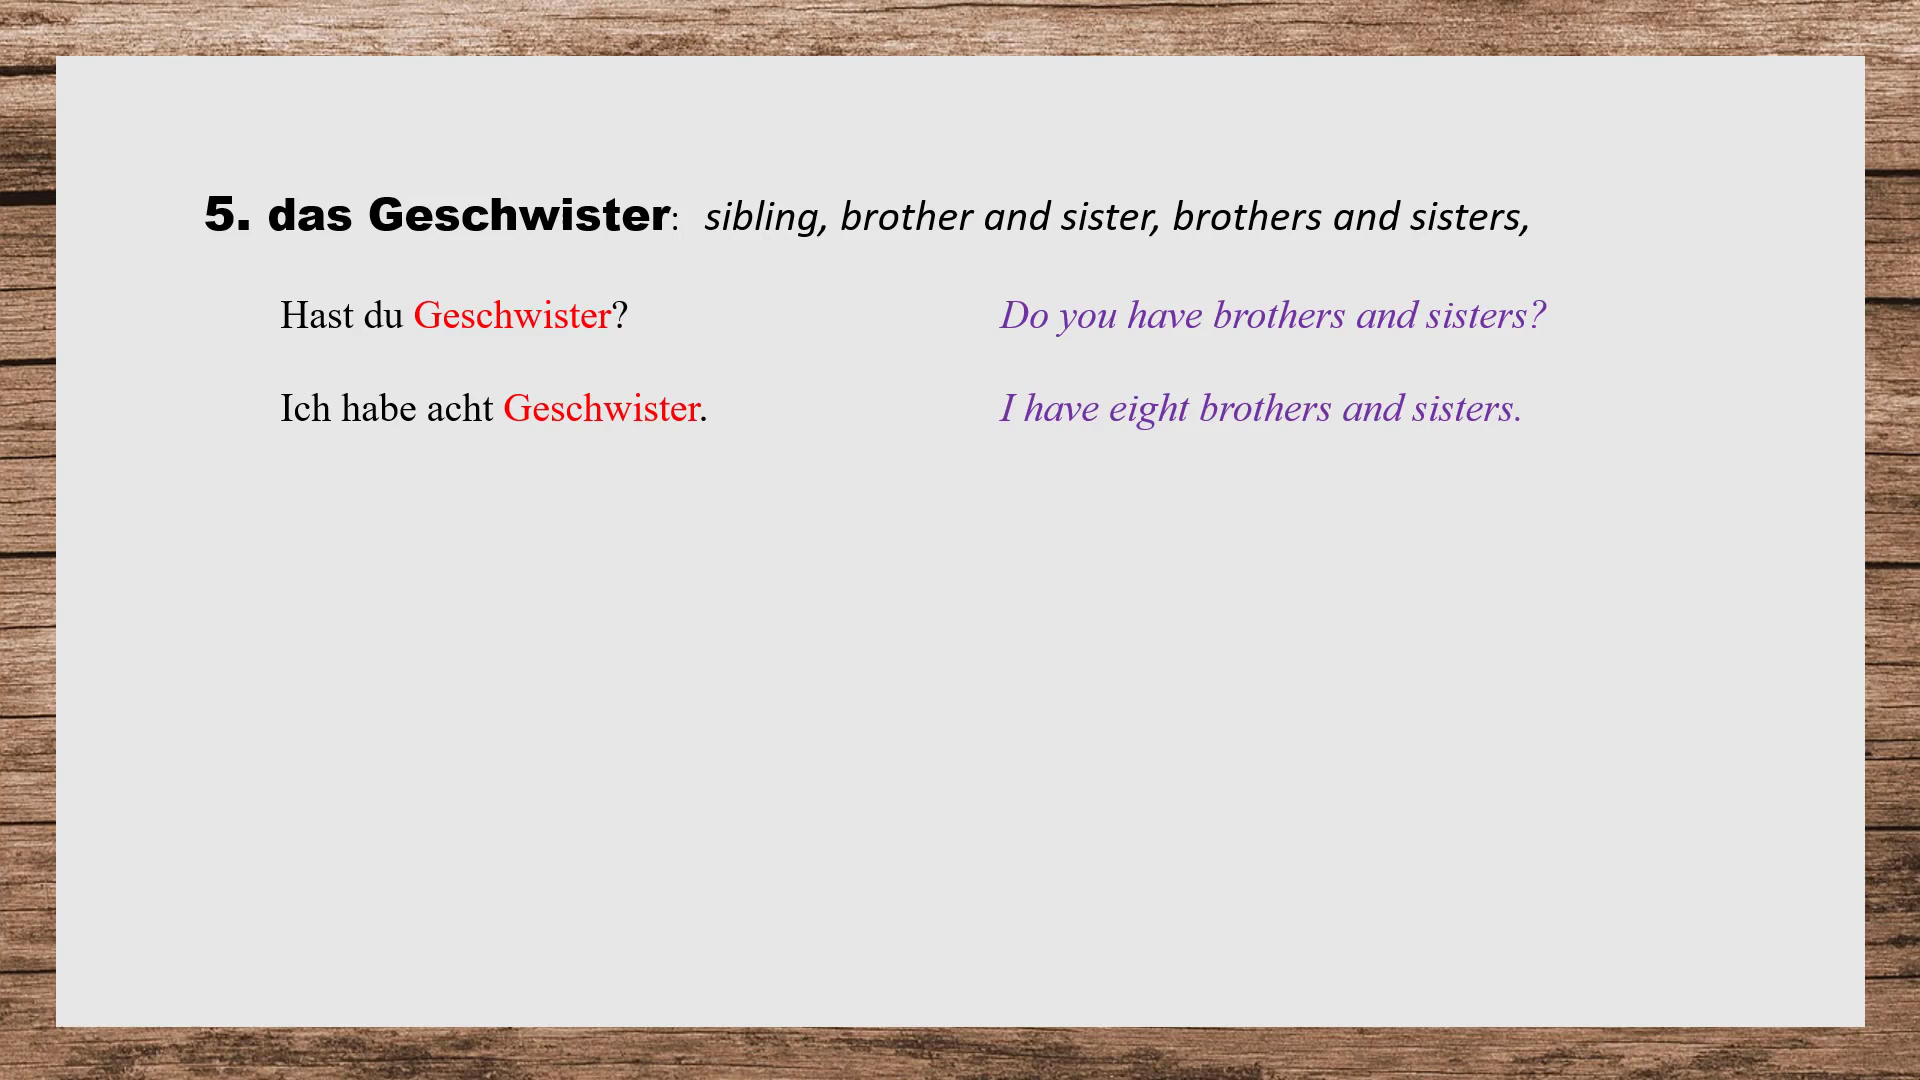 5. das Geschwister: sibling, brother and sister, brothers and sisters,
Hast du Geschwister? Do you have brothers and sisters?
Ich habe acht Geschwister. I have eight brothers and sisters.